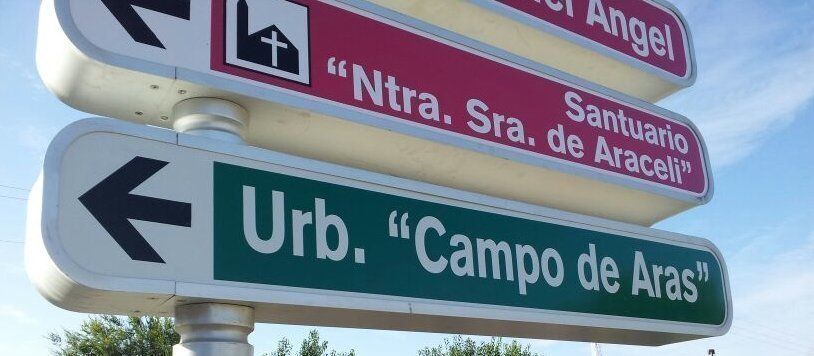 Angel
Santuario
“Ntra. Sra. de Araceli”
Urb. “Campo de Aras”